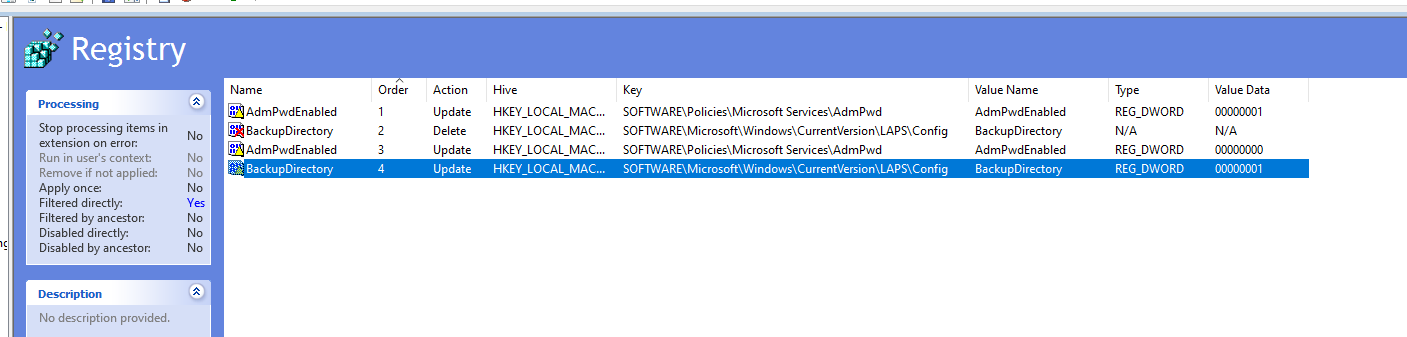 Registry
Processing
Stop processing items in extension on error: No
Run in user's context: No
Remove if not applied: No
Apply once: No
Filtered directly: Yes
Filtered by ancestor: No
Disabled directly: No
Disabled by ancestor: No
Description
No description provided.
Name Order Action Hive Key Value Name Type Value Data
AdmPwdEnabled 1 Update HKEY_LOCAL_MAC... SOFTWARE\Policies\Microsoft Services\AdmPwd AdmPwdEnabled REG_DWORD 00000001
BackupDirectory 2 Delete HKEY_LOCAL_MAC... SOFTWARE\Microsoft\Windows\CurrentVersion\LAPS\Config BackupDirectory N/A N/A
AdmPwdEnabled 3 Update HKEY_LOCAL_MAC... SOFTWARE\Policies\Microsoft Services\AdmPwd AdmPwdEnabled REG_DWORD 00000000
BackupDirectory 4 Update HKEY_LOCAL_MAC... SOFTWARE\Microsoft\Windows\CurrentVersion\LAPS\Config BackupDirectory REG_DWORD 00000001